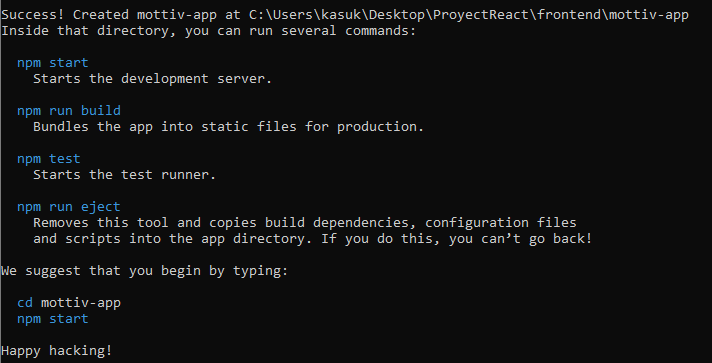 Success! Created mottiv-app at C:\Users\kasuk\Desktop\ProyectReact\frontend\mottiv-app
Inside that directory, you can run several commands:
npm start
Starts the development server.
npm run build
Bundles the app into static files for production.
npm test
Starts the test runner.
npm run eject
Removes this tool and copies build dependencies, configuration files
and scripts into the app directory. If you do this, you can’t go back!
We suggest that you begin by typing:
cd mottiv-app
npm start
Happy hacking!